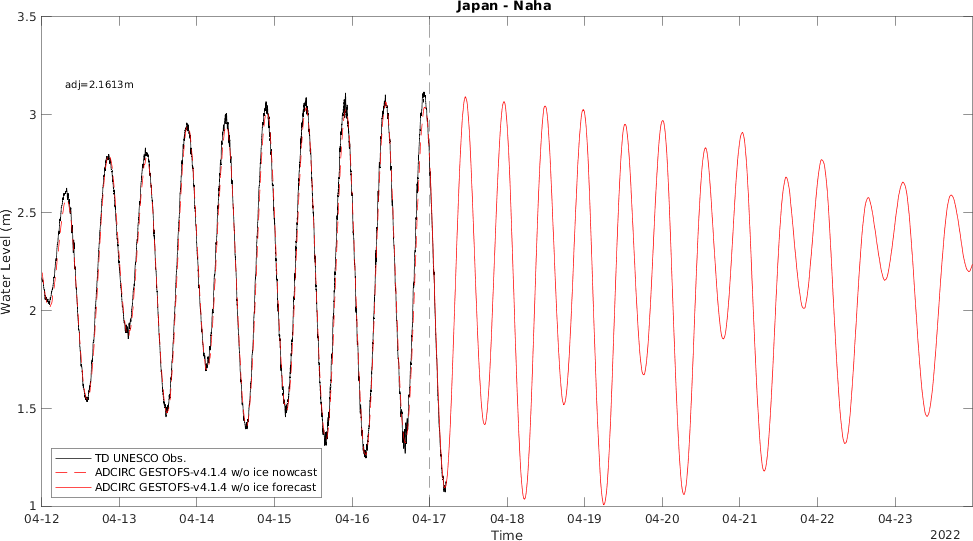 Japan - Naha
3.5
adj=2.1613m
3
2.5
Water Level (m)
2
1.5
TD UNESCO Obs.
ADCIRC GESTOFS-v4.1.4 w/o ice nowcast
ADCIRC GESTOFS-v4.1.4 w/o ice forecast
1
04-12 04-13 04-14 04-15 04-16 04-17 04-18 04-19 04-20 04-21 04-22 04-23
Time
2022